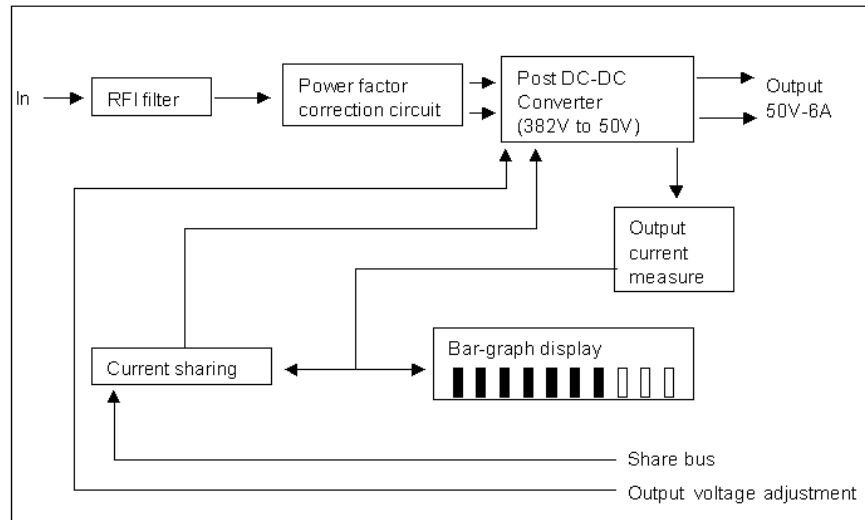 In
RFI filter
Power factor
correction circuit
Post DC-DC
Converter
(382V to 50V)
Output
50V-6A
Output
current
measure
Current sharing
Bar-graph display
Share bus
Output voltage adjustment